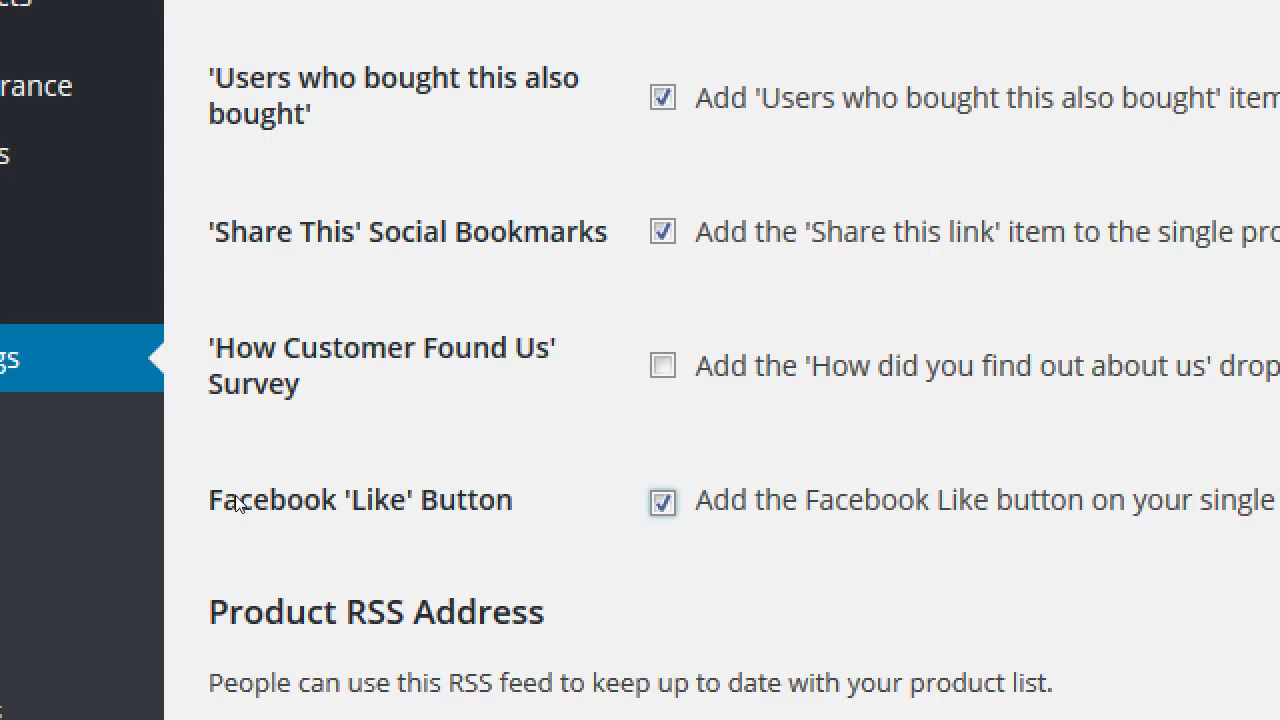 rance
gs
'Users who bought this also
bought'
Add 'Users who bought this also bought' item
'Share This' Social Bookmarks
Add the 'Share this link' item to the single pro
'How Customer Found Us'
Survey
Add the 'How did you find out about us' drop
Facebook 'Like' Button
Add the Facebook Like button on your single
Product RSS Address
People can use this RSS feed to keep up to date with your product list.